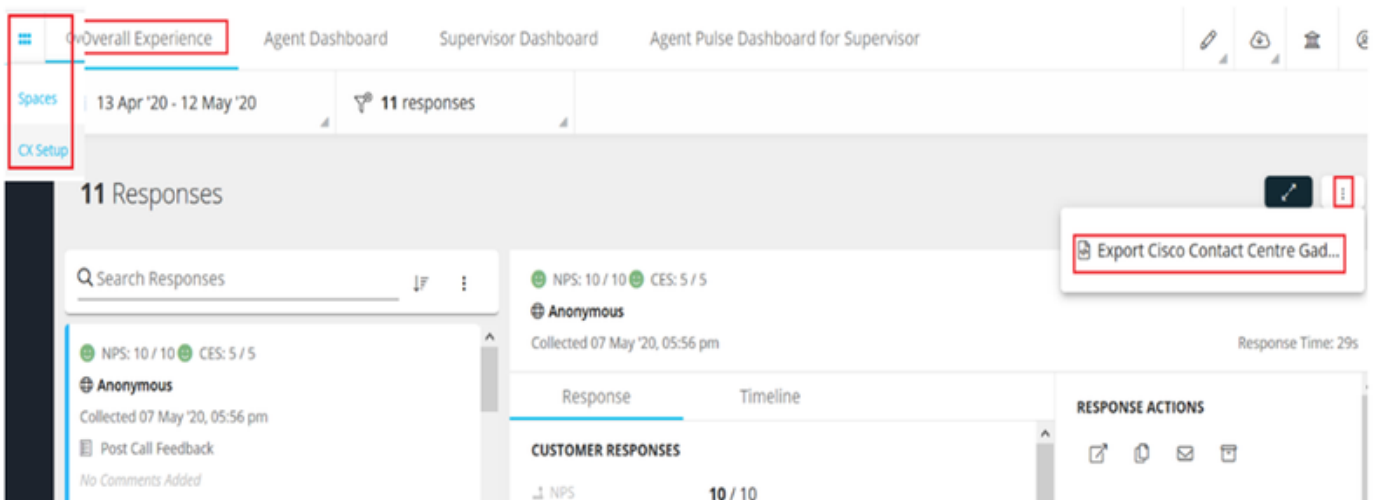 Overall Experience
Agent Dashboard
Supervisor Dashboard
Agent Pulse Dashboard for Supervisor
Spaces
13 Apr '20 - 12 May '20
11 responses
CX Setup
11 Responses
Export Cisco Contact Centre Gad...
Search Responses
NPS: 10 / 10 CES: 5 / 5
Anonymous
Collected 07 May '20, 05:56 pm
Response Time: 29s
NPS: 10 / 10 CES: 5 / 5
Anonymous
Collected 07 May '20, 05:56 pm
Post Call Feedback
No Comments Added
Response
Timeline
RESPONSE ACTIONS
CUSTOMER RESPONSES
NPS
10 / 10